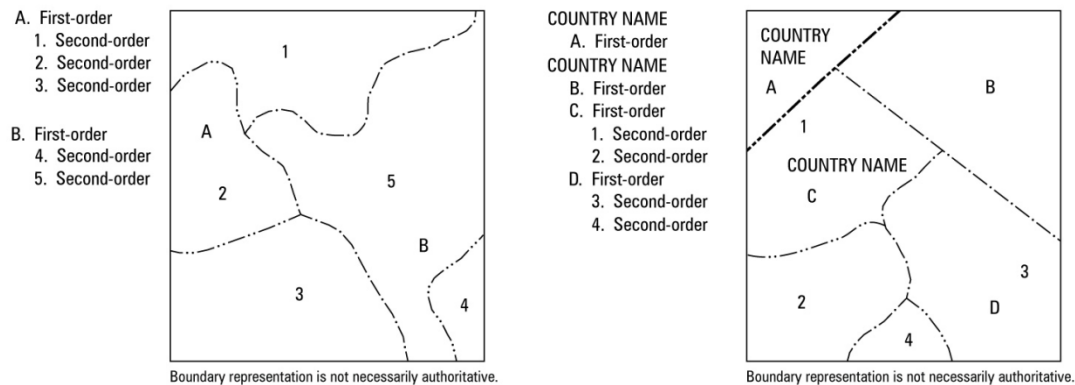 A. First-order
1. Second-order
2. Second-order
3. Second-order
B. First-order
4. Second-order
5. Second-order
1
A
2
5
B
3
4
Boundary representation is not necessarily authoritative.
COUNTRY NAME
A. First-order
COUNTRY NAME
B. First-order
C. First-order
1. Second-order
2. Second-order
D. First-order
3. Second-order
4. Second-order
COUNTRY
NAME
A
B
1
COUNTRY NAME
C
3
2
D
4
Boundary representation is not necessarily authoritative.